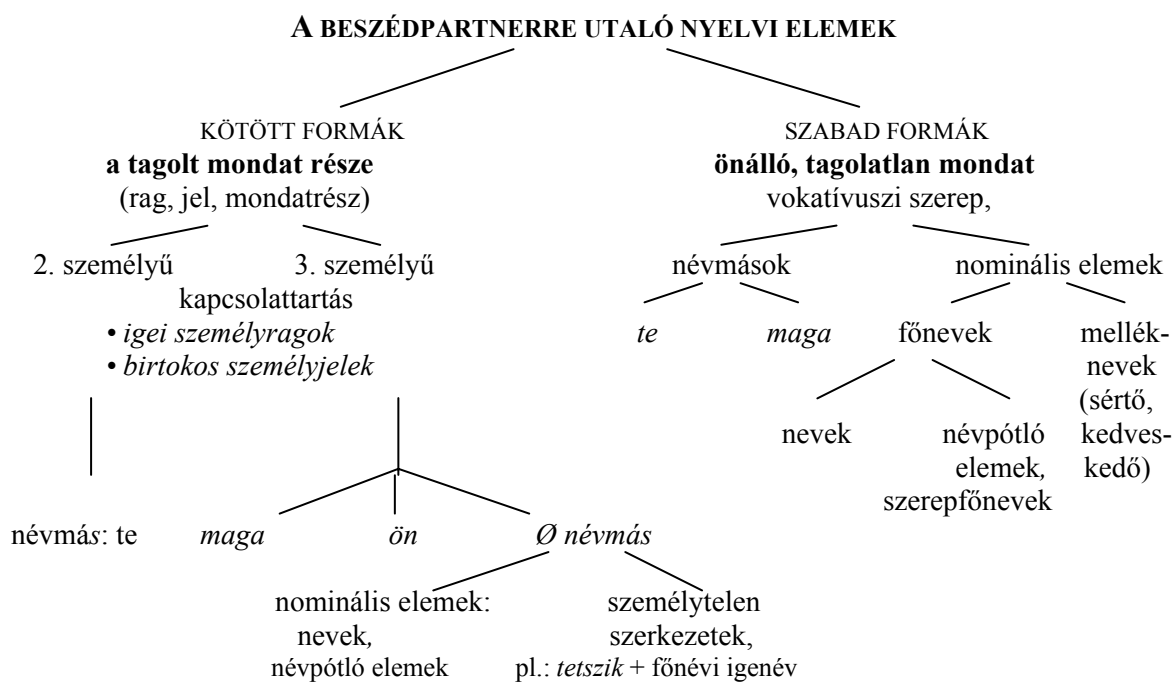 A BESZÉDPARTNERRE UTALÓ NYELVI ELEMEK
KÖTÖTT FORMÁK
a tagolt mondat része
(rag, jel, mondatrész)
2. személyű 3. személyű
kapcsolattartás
• igei személyragok
• birtokos személyjelek
névmás: te
maga
ön
Ø névmás
nominális elemek:
nevek,
névpótló elemek
személytelen
szerkezetek,
pl.: tetszik + főnévi igenév
SZABAD FORMÁK
önálló, tagolatlan mondat
vokatívuszi szerep,
névmások
nominális elemek
te
maga
főnevek
mellék-
nevek
(sértő,
kedves-
kedő)
nevek
névpótló
elemek,
szerepfőnevek